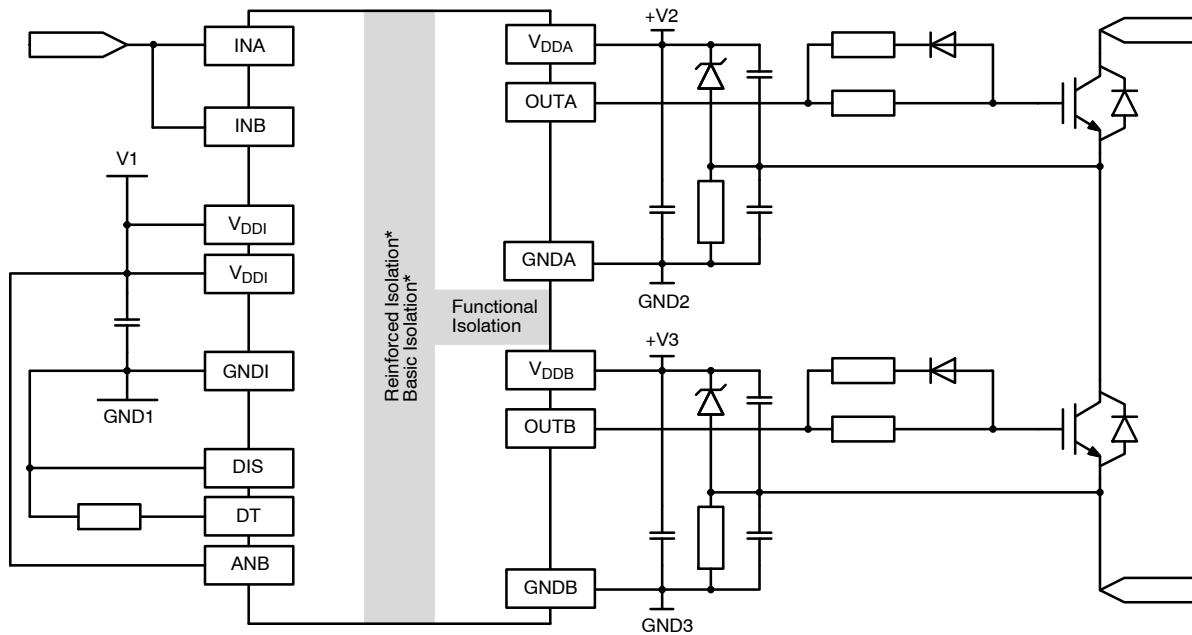 INA
INB
V1
VDDI
VDDI
GNDI
GND1
DIS
DT
ANB
Reinforced Isolation*
Basic Isolation*
Functional
Isolation
VDDA
OUTA
GNDA
VDDB
OUTB
GNDB
+V2
GND2
+V3
GND3